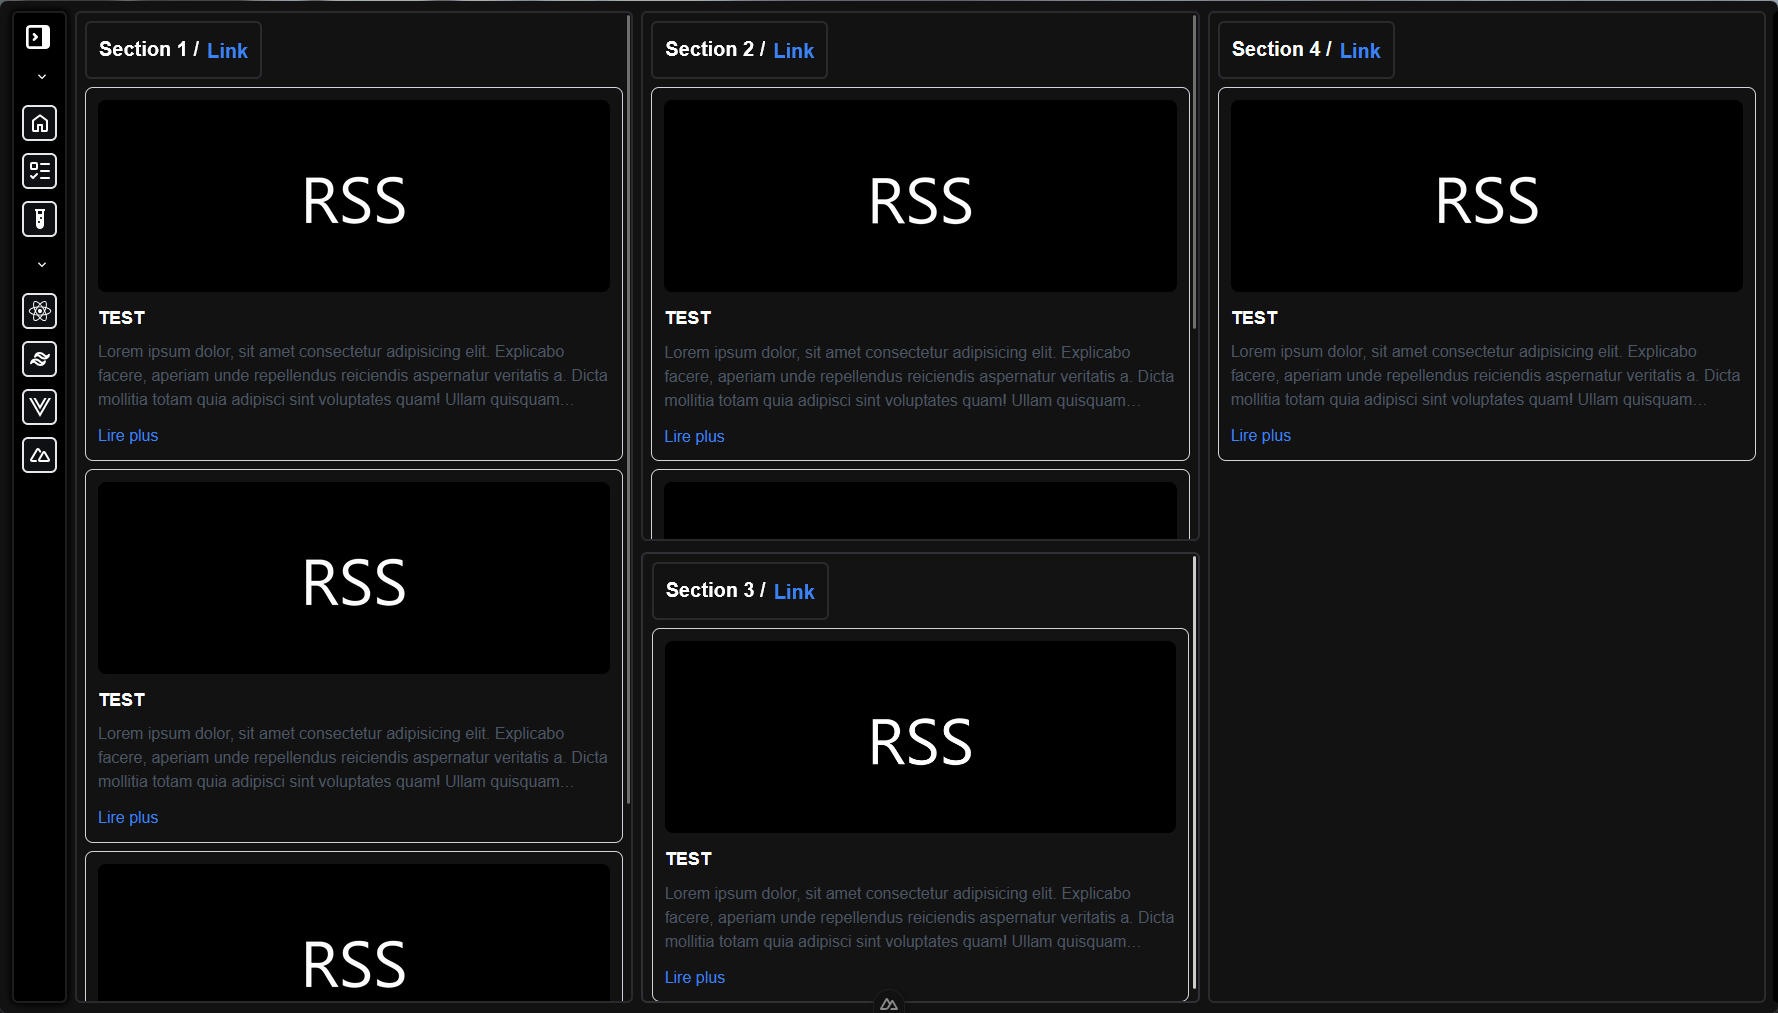 Section 1 / Link
RSS
TEST
Lorem ipsum dolor, sit amet consectetur adipisicing elit. Explicabo
facere, aperiam unde repellendus reiciendis aspernatur veritatis a. Dicta
mollitia totam quia adipisci sint voluptates quam! Ullam quisquam...
Lire plus
RSS
TEST
Lorem ipsum dolor, sit amet consectetur adipisicing elit. Explicabo
facere, aperiam unde repellendus reiciendis aspernatur veritatis a. Dicta
mollitia totam quia adipisci sint voluptates quam! Ullam quisquam...
Lire plus
RSS
Section 2 / Link
RSS
TEST
Lorem ipsum dolor, sit amet consectetur adipisicing elit. Explicabo
facere, aperiam unde repellendus reiciendis aspernatur veritatis a. Dicta
mollitia totam quia adipisci sint voluptates quam! Ullam quisquam...
Lire plus
Section 3 / Link
RSS
TEST
Lorem ipsum dolor, sit amet consectetur adipisicing elit. Explicabo
facere, aperiam unde repellendus reiciendis aspernatur veritatis a. Dicta
mollitia totam quia adipisci sint voluptates quam! Ullam quisquam...
Lire plus
Section 4 / Link
RSS
TEST
Lorem ipsum dolor, sit amet consectetur adipisicing elit. Explicabo
facere, aperiam unde repellendus reiciendis aspernatur veritatis a. Dicta
mollitia totam quia adipisci sint voluptates quam! Ullam quisquam...
Lire plus